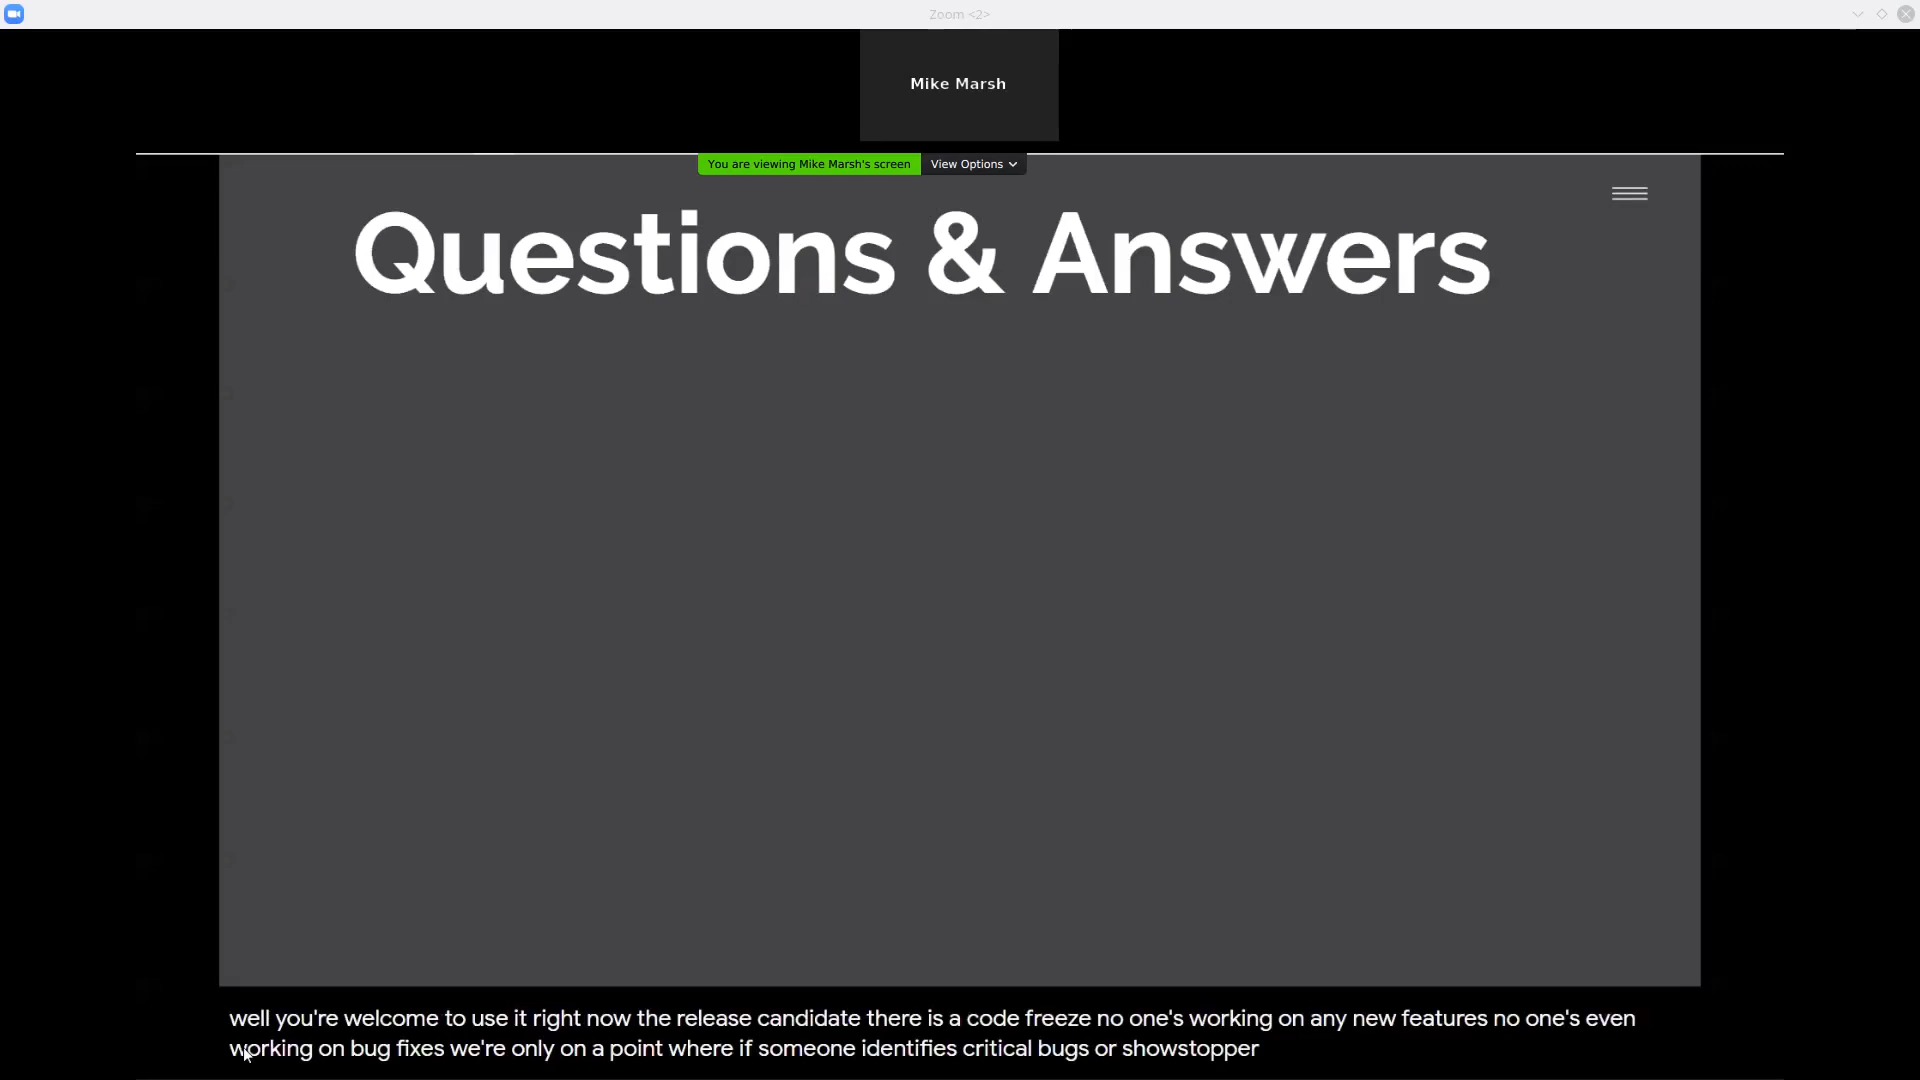 Zoom <2>
Mike Marsh
You are viewing Mike Marsh's screen View Options
Questions & Answers
well you're welcome to use it right now the release candidate there is a code freeze no one's working on any new features no one's even
working on bug fixes we're only on a point where if someone identifies critical bugs or showstopper